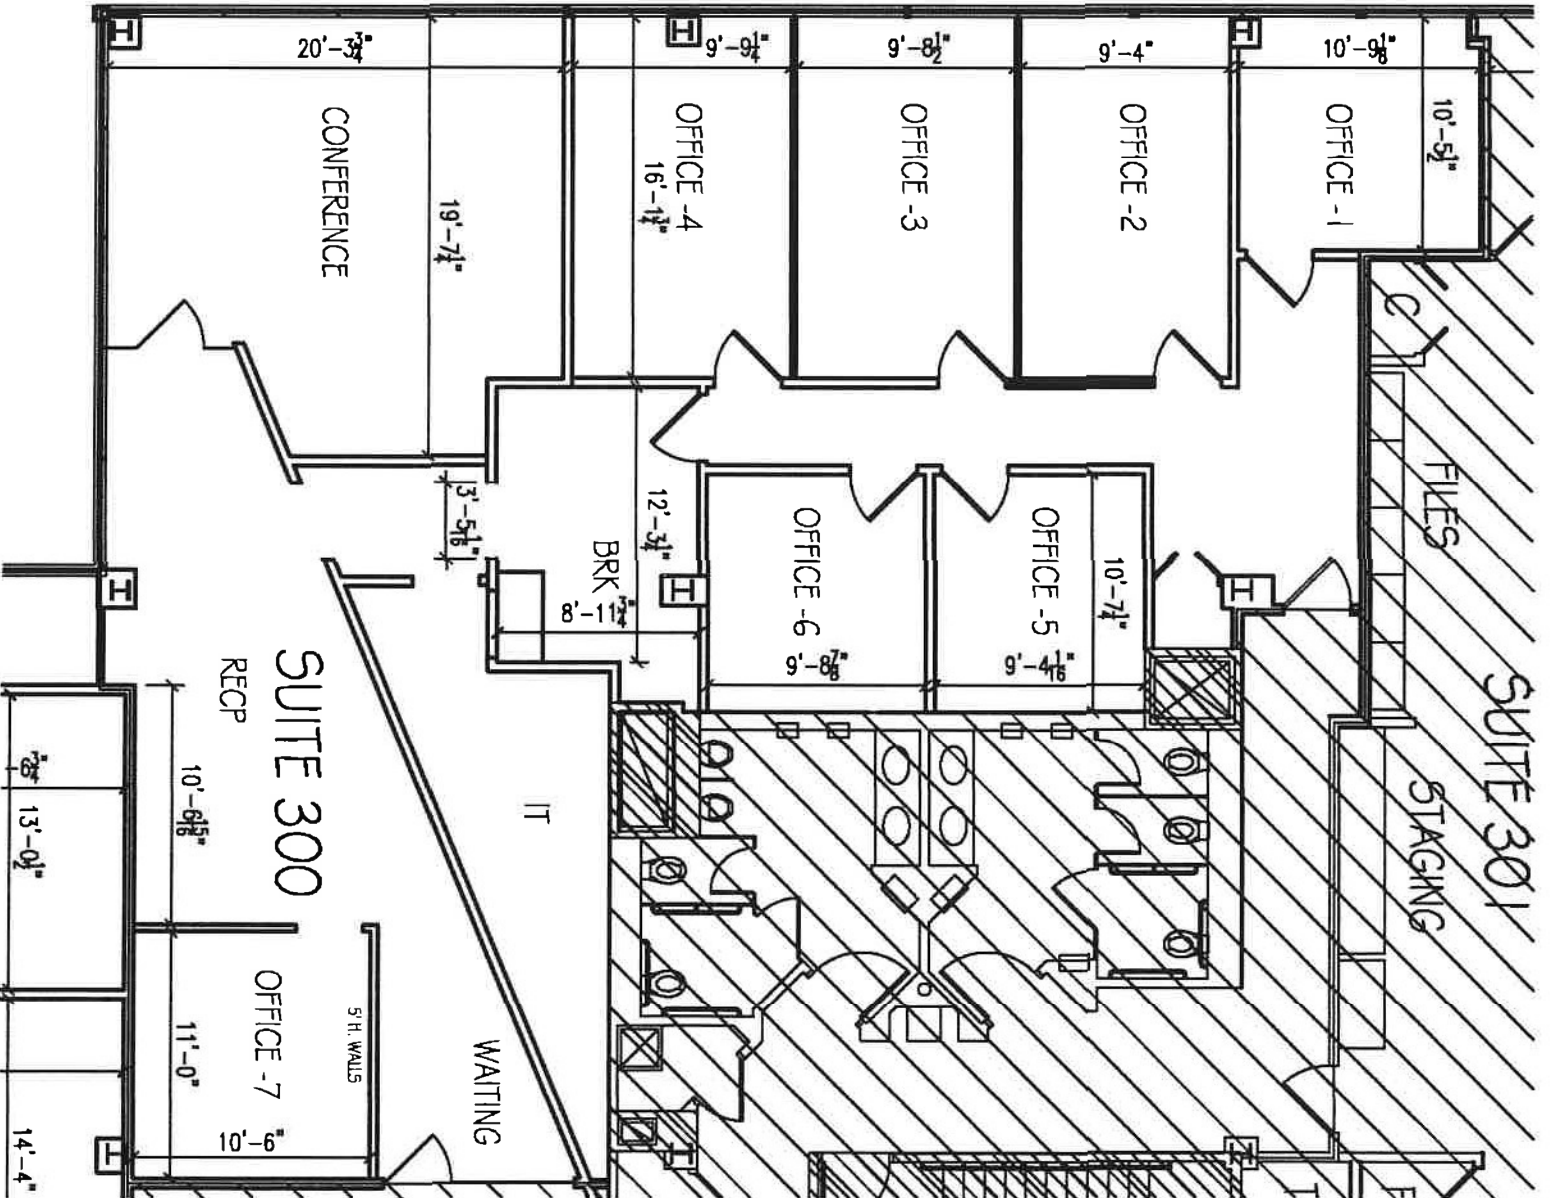 20'-3¾"
9'-9¼"
9'-8½"
9'-4"
10'-9⅛"
10'-5½"
CONFERENCE
19'-7¼"
OFFICE -4
16'-1¾"
OFFICE -3
OFFICE -2
OFFICE -1
C
FILES
3'-5 1/16"
12'-3¼"
BRK
8'-11¾"
OFFICE -6
9'-8⅞"
OFFICE -5
10'-7¼"
9'-4 1/16"
SUITE 301
STAGING
SUITE 300
RECP
10'-6 15/16"
IT
13'-0½"
OFFICE -7
5'H. WALLS
11'-0"
10'-6"
WAITING
14'-4"